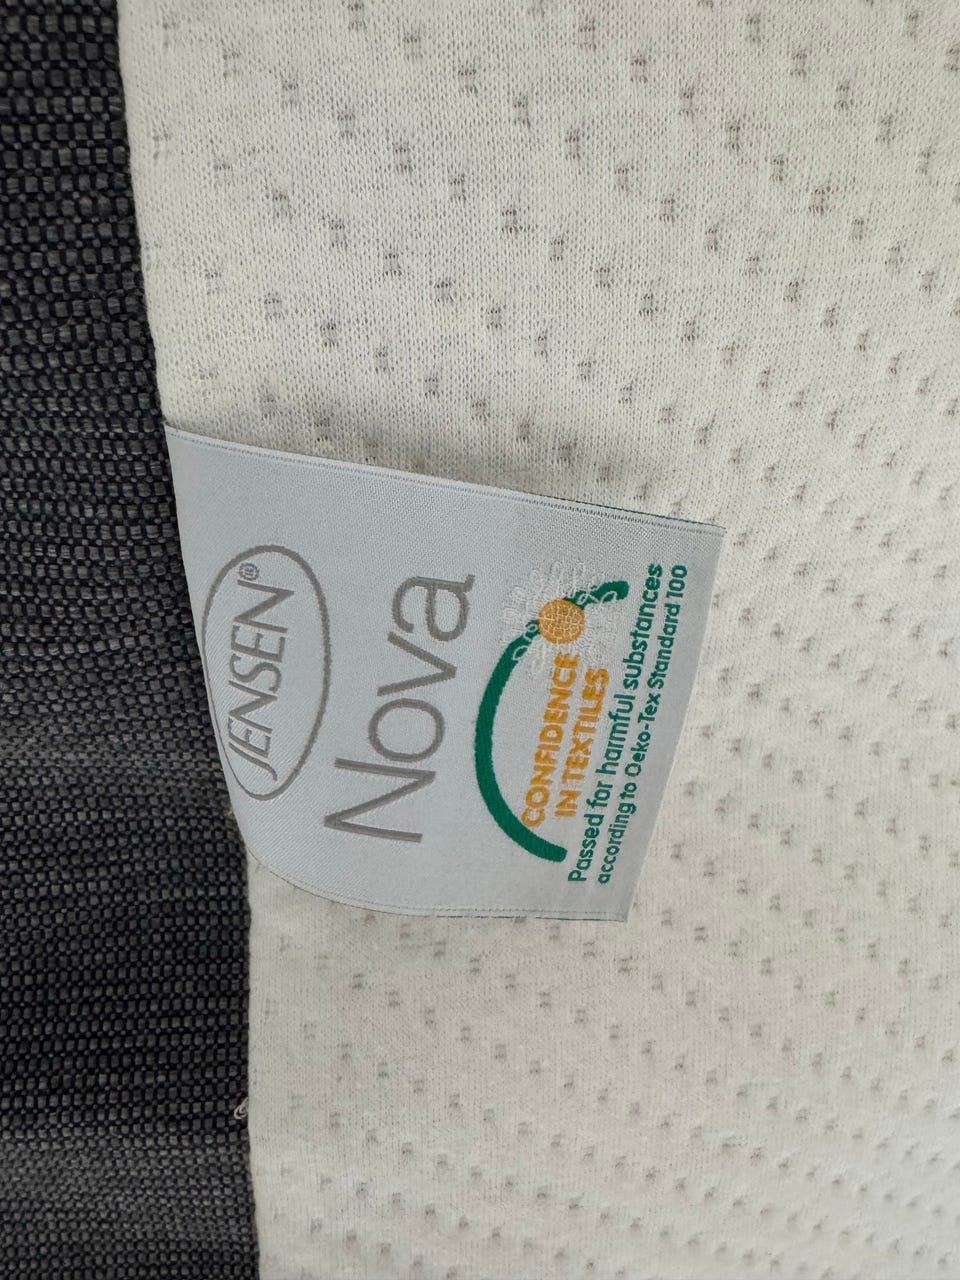 JENSEN®
Nova
CONFIDENCE
IN TEXTILES
Passed for harmful substances
according to Oeko-Tex Standard 100